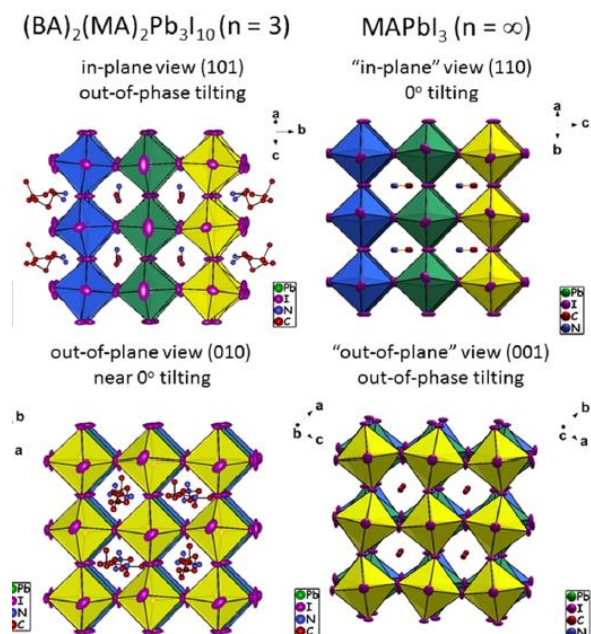 (BA)₂(MA)₂Pb₃I₁₀ (n = 3)
in-plane view (101)
out-of-phase tilting
a
b
c
Pb
I
N
C
MAPbI₃ (n = ∞)
“in-plane” view (110)
0° tilting
a
c
b
Pb
I
C
N
out-of-plane view (010)
near 0° tilting
b
a
Pb
I
N
C
a
b
c
“out-of-plane” view (001)
out-of-phase tilting
b
c
a
Pb
I
C
N